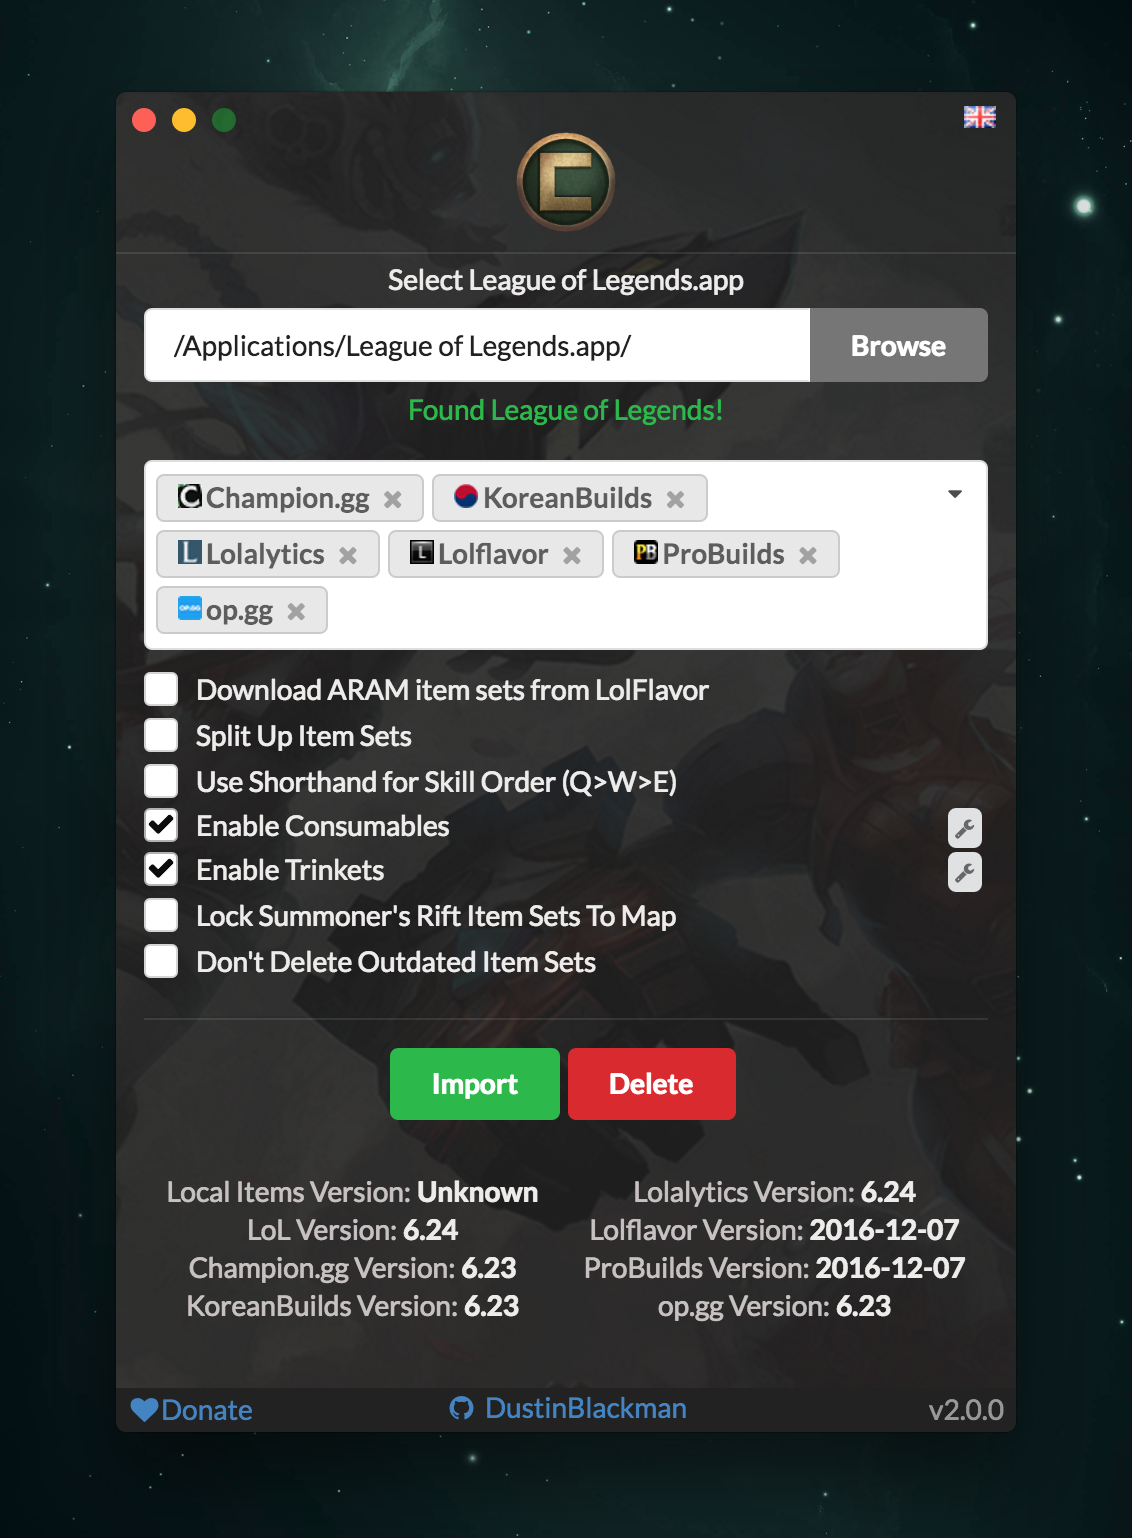 C
Select League of Legends.app
/Applications/League of Legends.app/ Browse
Found League of Legends!
C Champion.gg KoreanBuilds
L Lolalytics L Lolflavor PB ProBuilds
OP.GG op.gg
Download ARAM item sets from LolFlavor
Split Up Item Sets
Use Shorthand for Skill Order (Q>W>E)
Enable Consumables
Enable Trinkets
Lock Summoner's Rift Item Sets To Map
Don't Delete Outdated Item Sets
Import Delete
Local Items Version: Unknown
LoL Version: 6.24
Champion.gg Version: 6.23
KoreanBuilds Version: 6.23
Lolalytics Version: 6.24
Lolflavor Version: 2016-12-07
ProBuilds Version: 2016-12-07
op.gg Version: 6.23
Donate DustinBlackman v2.0.0